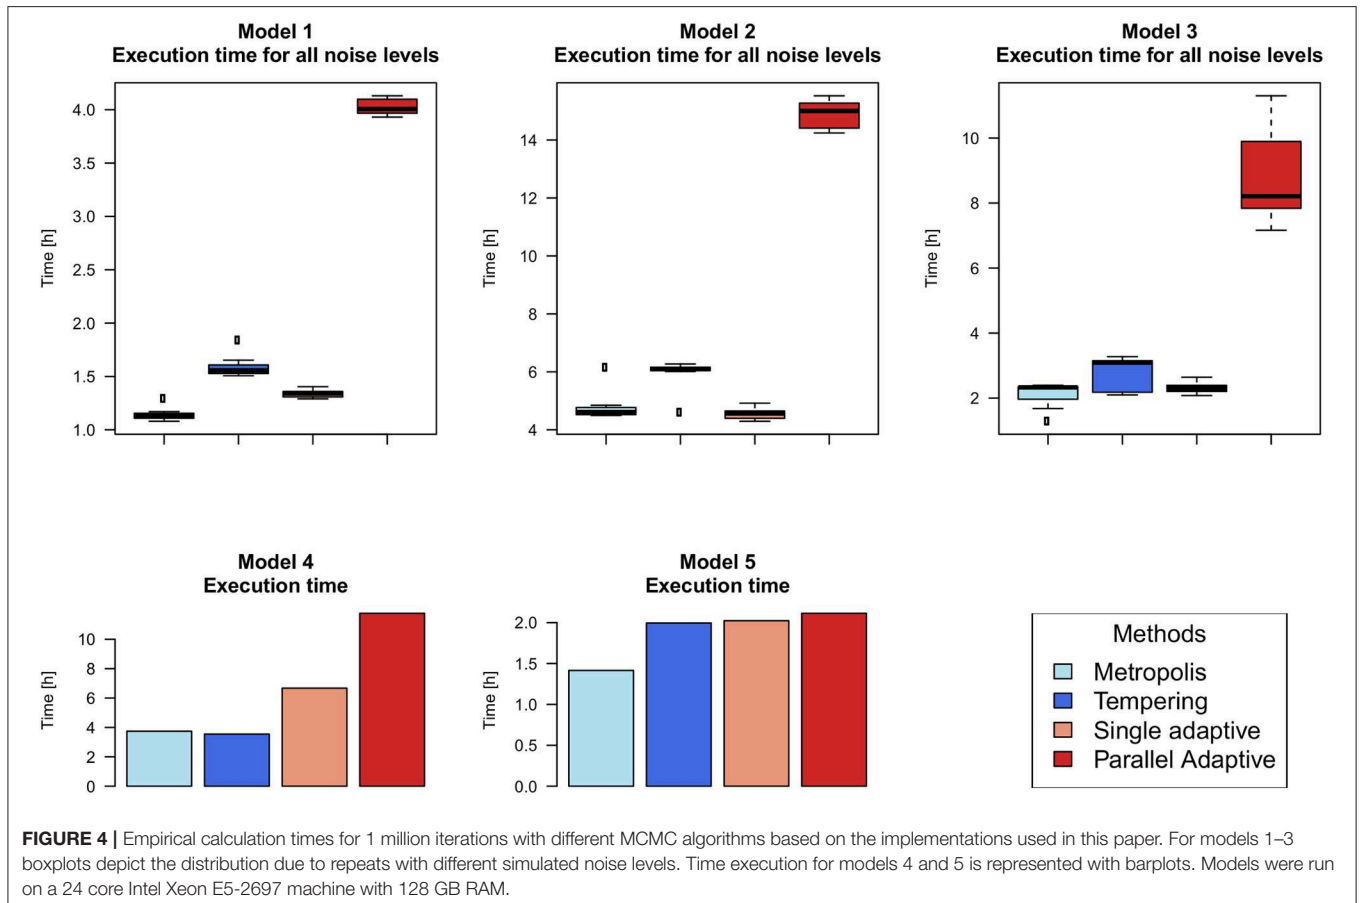 Model 1
Execution time for all noise levels
Time [h]
4.0
3.5
3.0
2.5
2.0
1.5
1.0
Model 2
Execution time for all noise levels
Time [h]
14
12
10
8
6
4
Model 3
Execution time for all noise levels
Time [h]
10
8
6
4
2
Model 4
Execution time
Time [h]
10
8
6
4
2
0
Model 5
Execution time
Time [h]
2.0
1.5
1.0
0.5
0.0
Methods
Metropolis
Tempering
Single adaptive
Parallel Adaptive
FIGURE 4 | Empirical calculation times for 1 million iterations with different MCMC algorithms based on the implementations used in this paper. For models 1–3
boxplots depict the distribution due to repeats with different simulated noise levels. Time execution for models 4 and 5 is represented with barplots. Models were run
on a 24 core Intel Xeon E5-2697 machine with 128 GB RAM.